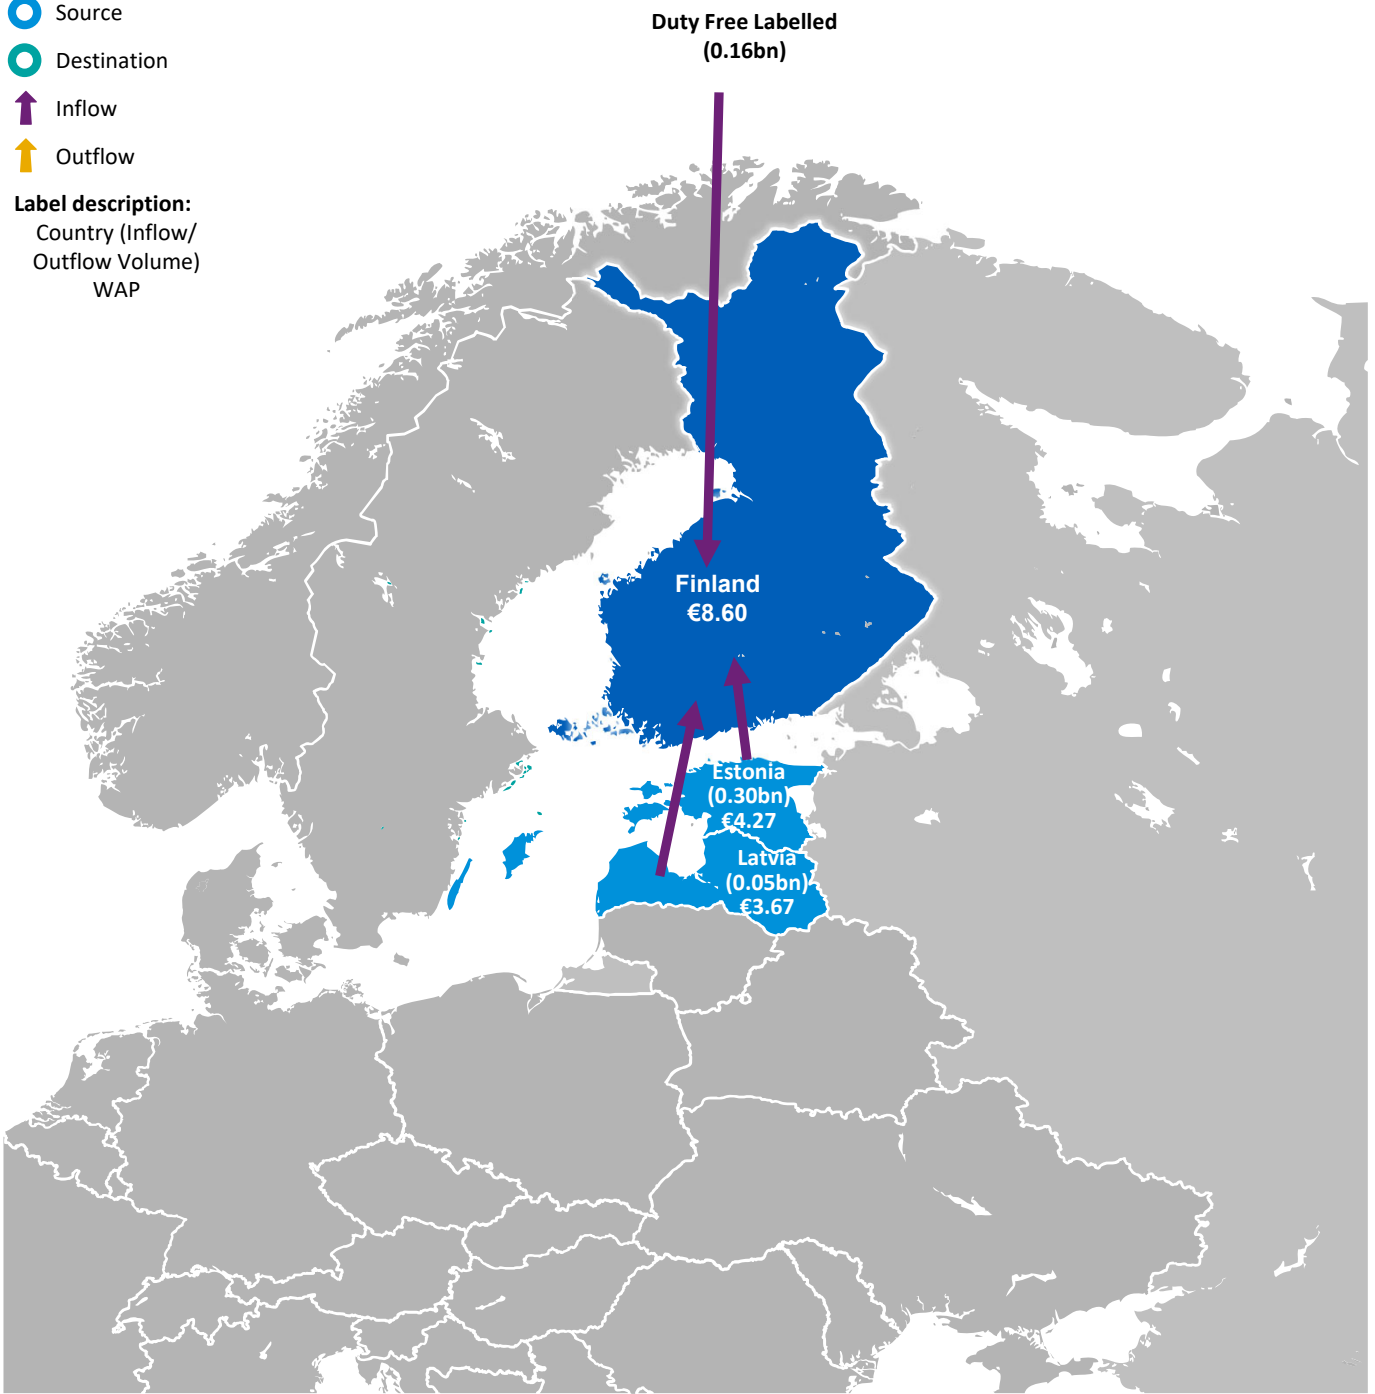 Source
Destination
Inflow
Outflow
Label description:
Country (Inflow/
Outflow Volume)
WAP
Duty Free Labelled
(0.16bn)
Finland
€8.60
Estonia
(0.30bn)
€4.27
Latvia
(0.05bn)
€3.67